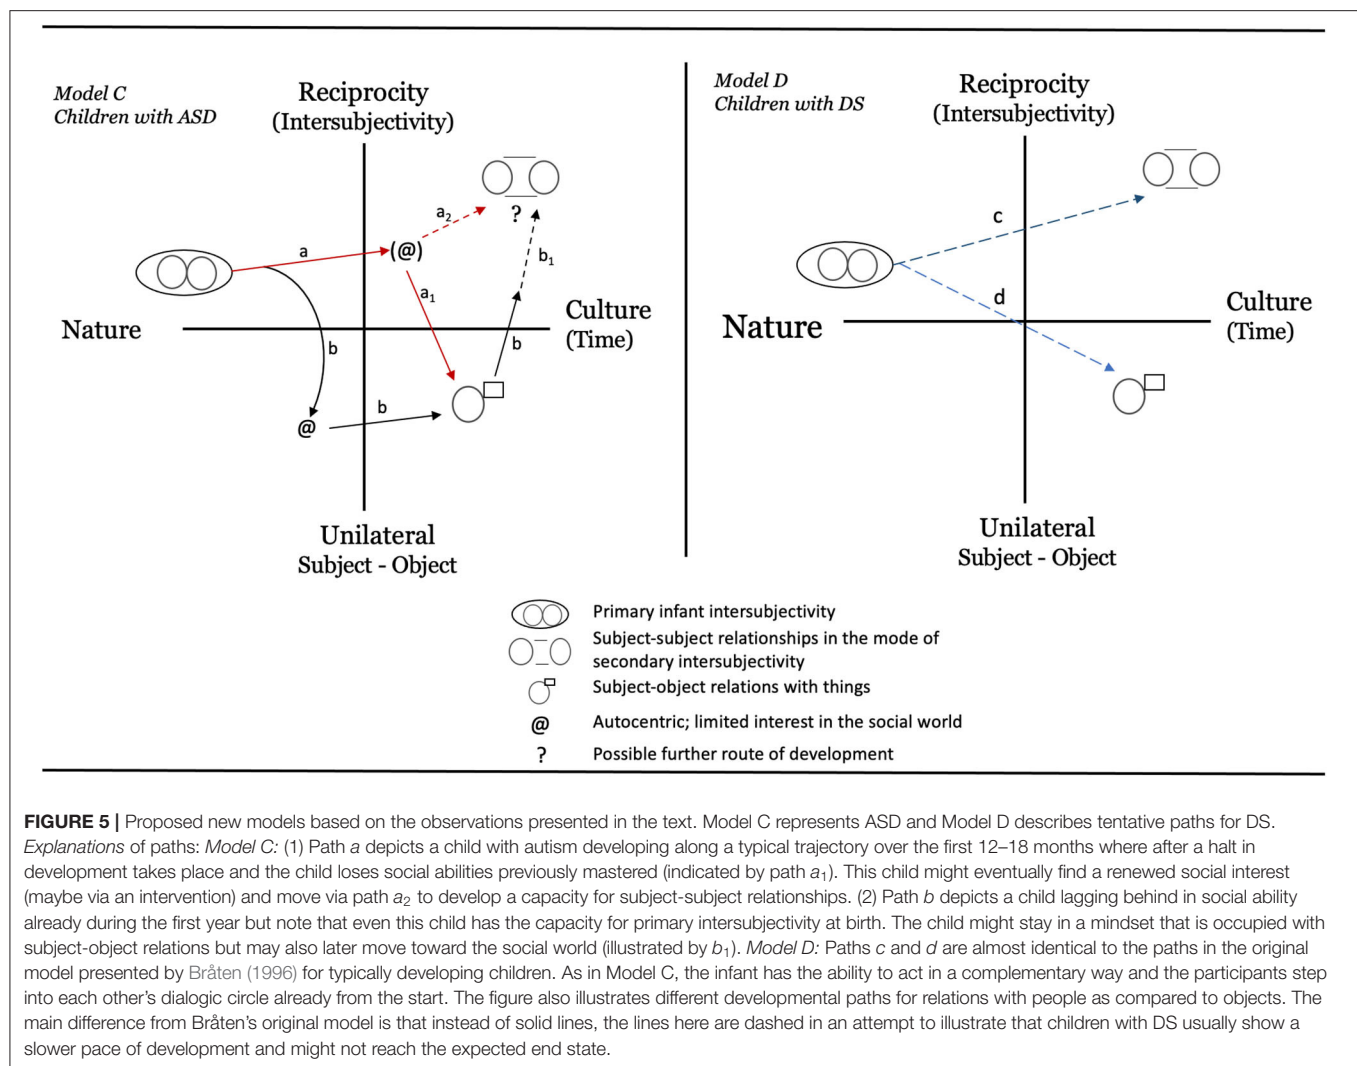 Model C
Children with ASD
Reciprocity
(Intersubjectivity)
a
(@)
a2
?
a1
b1
b
b
@
b
Nature
Culture
(Time)
Unilateral
Subject - Object
Model D
Children with DS
Reciprocity
(Intersubjectivity)
c
d
Nature
Culture
(Time)
Unilateral
Subject - Object
Primary infant intersubjectivity
Subject-subject relationships in the mode of
secondary intersubjectivity
Subject-object relations with things
@ Autocentric; limited interest in the social world
? Possible further route of development
FIGURE 5 | Proposed new models based on the observations presented in the text. Model C represents ASD and Model D describes tentative paths for DS.
Explanations of paths: Model C: (1) Path a depicts a child with autism developing along a typical trajectory over the first 12–18 months where after a halt in
development takes place and the child loses social abilities previously mastered (indicated by path a1). This child might eventually find a renewed social interest
(maybe via an intervention) and move via path a2 to develop a capacity for subject-subject relationships. (2) Path b depicts a child lagging behind in social ability
already during the first year but note that even this child has the capacity for primary intersubjectivity at birth. The child might stay in a mindset that is occupied with
subject-object relations but may also later move toward the social world (illustrated by b1). Model D: Paths c and d are almost identical to the paths in the original
model presented by Bråten (1996) for typically developing children. As in Model C, the infant has the ability to act in a complementary way and the participants step
into each other's dialogic circle already from the start. The figure also illustrates different developmental paths for relations with people as compared to objects. The
main difference from Bråten's original model is that instead of solid lines, the lines here are dashed in an attempt to illustrate that children with DS usually show a
slower pace of development and might not reach the expected end state.